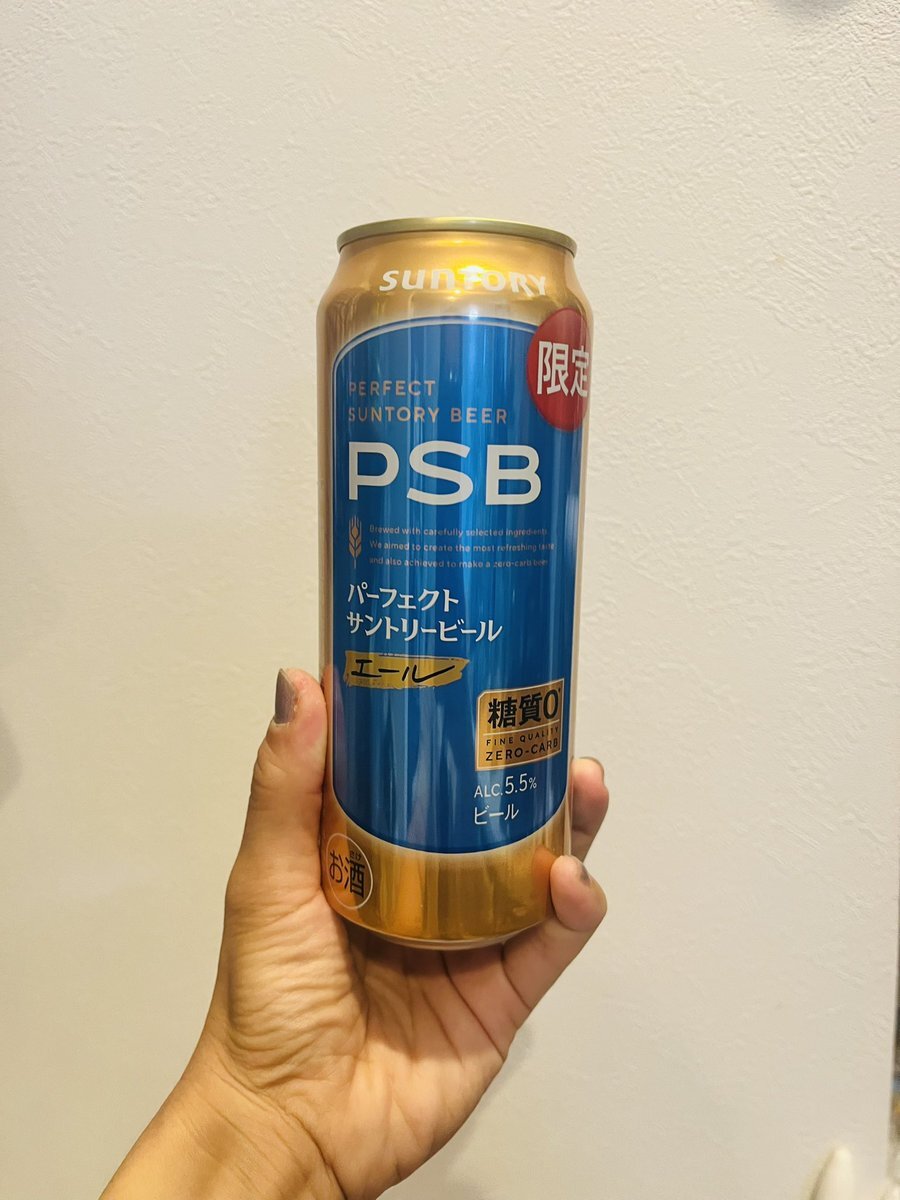 SUNTORY
限定
PERFECT
SUNTORY BEER
PSB
Brewed with carefully selected ingredients.
We aimed to create the most refreshing taste
and also achieved to make a zero-carb beer.
パーフェクト
サントリービール
エール
糖質0*
FINE QUALITY
ZERO-CARB
ALC.5.5%
ビール
さけ
お酒